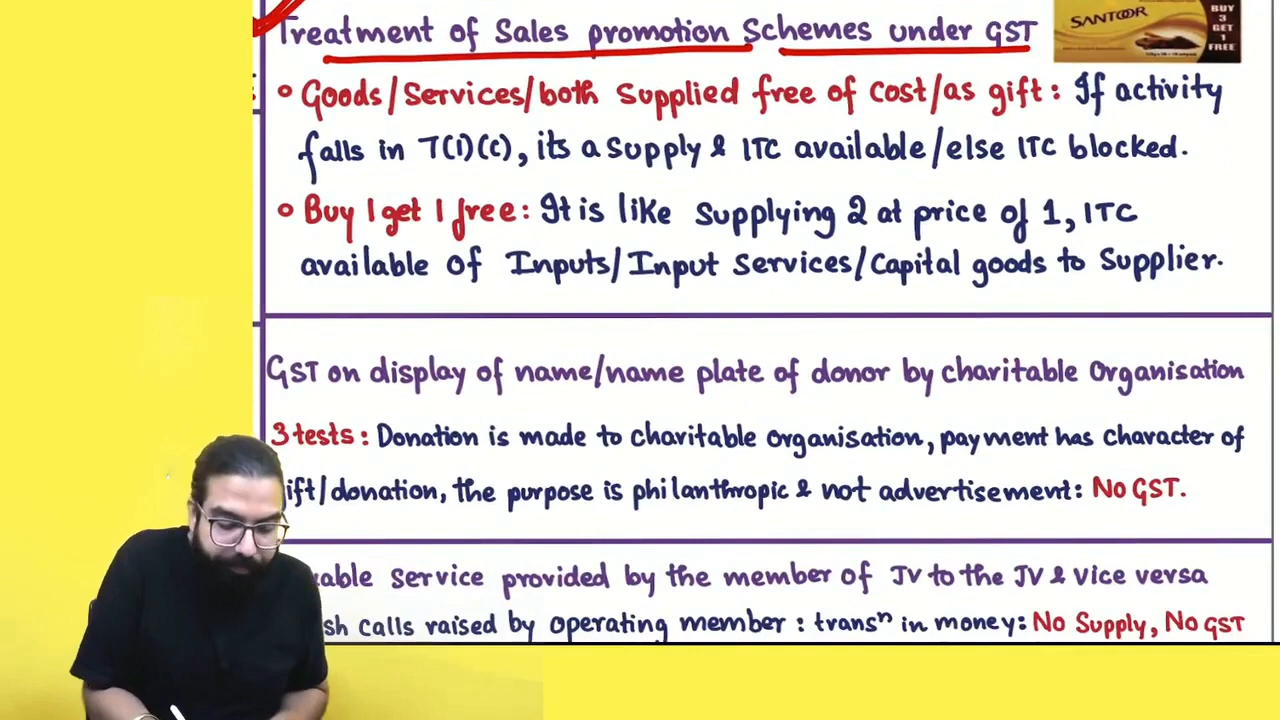 Treatment of Sales promotion Schemes under GST
SANTOOR
BUY
3
GET
1
FREE
Goods/Services/both Supplied free of cost/as gift: If activity
falls in 7(1)(c), its a Supply & ITC available/else ITC blocked.
Buy 1 get 1 free: It is like Supplying 2 at price of 1, ITC
available of Inputs/Input Services/Capital goods to Supplier.
GST on display of name/name plate of donor by charitable Organisation
3 tests: Donation is made to charitable Organisation, payment has character of
ift/donation, the purpose is philanthropic & not advertisement: No GST.
able Service provided by the member of JV to the JV & Vice versa
sh Calls raised by operating member: transⁿ in money: No Supply, No GST